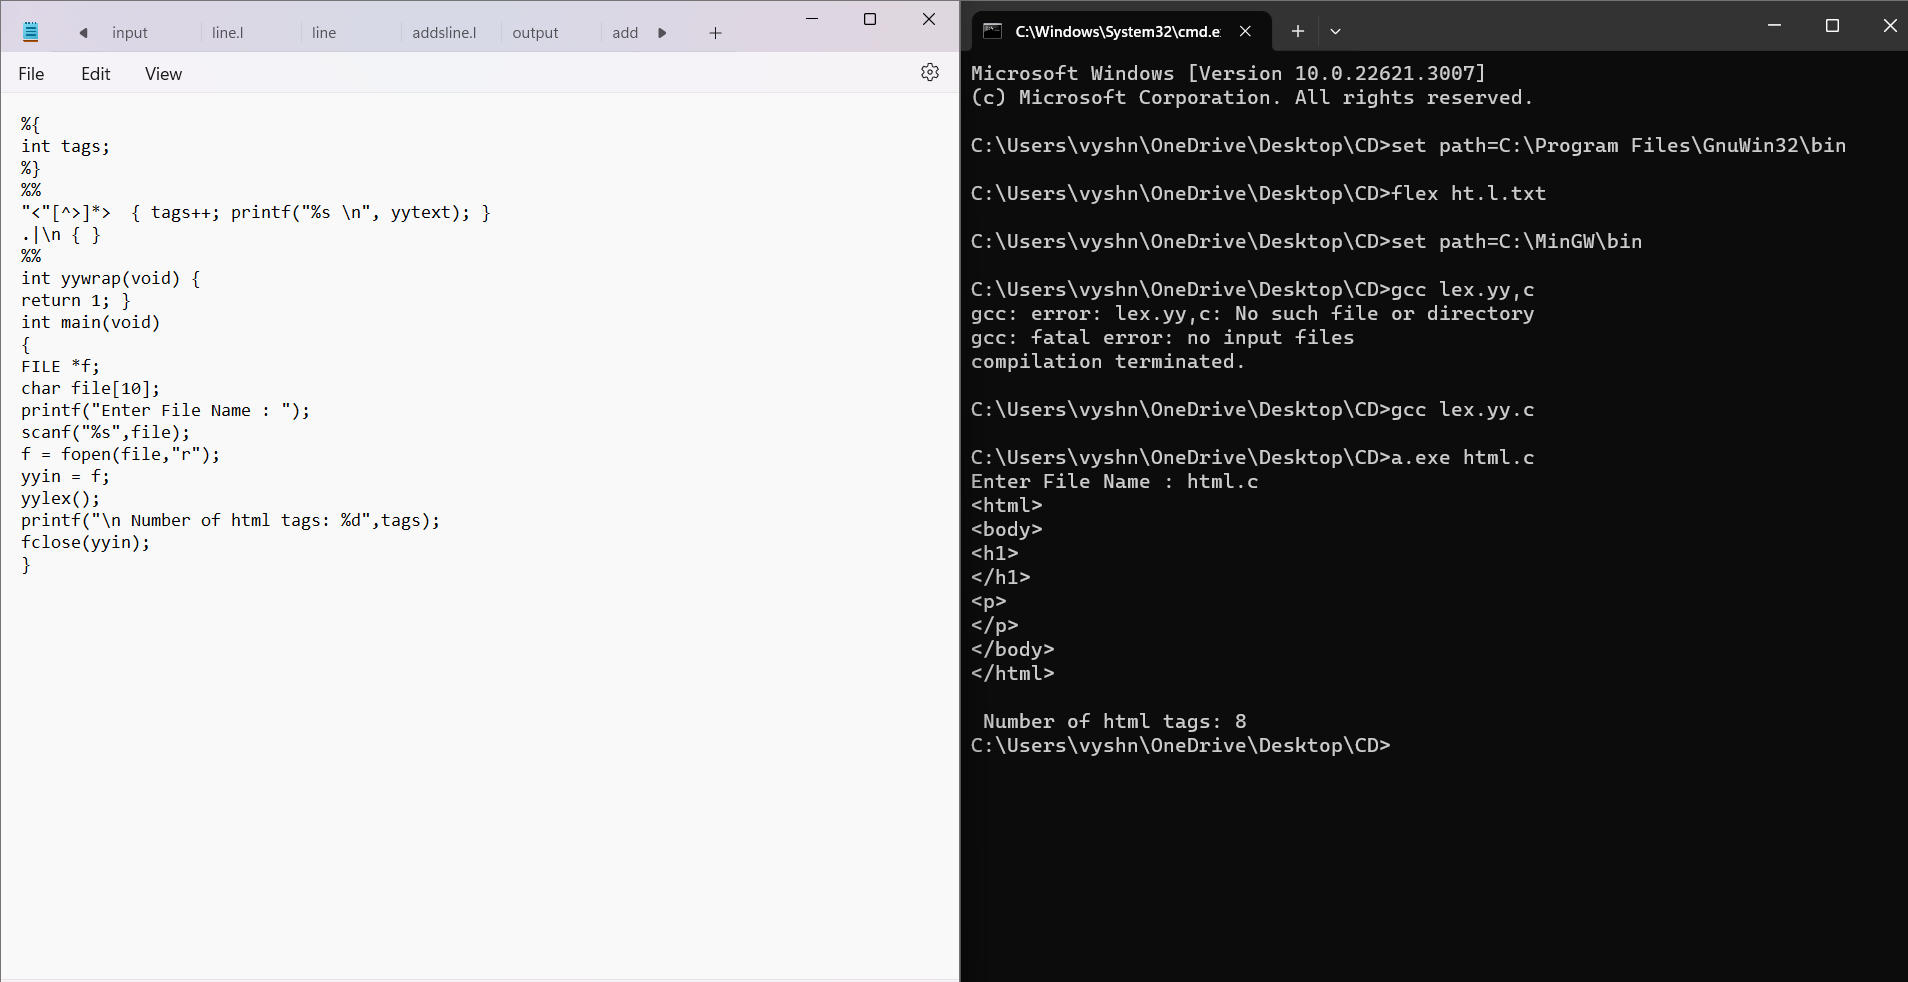 input line.l line addsline.l output add
File Edit View
%{
int tags;
%}
%%
"<"[^>]*>  { tags++; printf("%s \n", yytext); }
.|\n { }
%%
int yywrap(void) {
return 1; }
int main(void)
{
FILE *f;
char file[10];
printf("Enter File Name : ");
scanf("%s",file);
f = fopen(file,"r");
yyin = f;
yylex();
printf("\n Number of html tags: %d",tags);
fclose(yyin);
}
C:\Windows\System32\cmd.e
Microsoft Windows [Version 10.0.22621.3007]
(c) Microsoft Corporation. All rights reserved.
C:\Users\vyshn\OneDrive\Desktop\CD>set path=C:\Program Files\GnuWin32\bin
C:\Users\vyshn\OneDrive\Desktop\CD>flex ht.l.txt
C:\Users\vyshn\OneDrive\Desktop\CD>set path=C:\MinGW\bin
C:\Users\vyshn\OneDrive\Desktop\CD>gcc lex.yy,c
gcc: error: lex.yy,c: No such file or directory
gcc: fatal error: no input files
compilation terminated.
C:\Users\vyshn\OneDrive\Desktop\CD>gcc lex.yy.c
C:\Users\vyshn\OneDrive\Desktop\CD>a.exe html.c
Enter File Name : html.c
<html>
<body>
<h1>
</h1>
<p>
</p>
</body>
</html>
 Number of html tags: 8
C:\Users\vyshn\OneDrive\Desktop\CD>